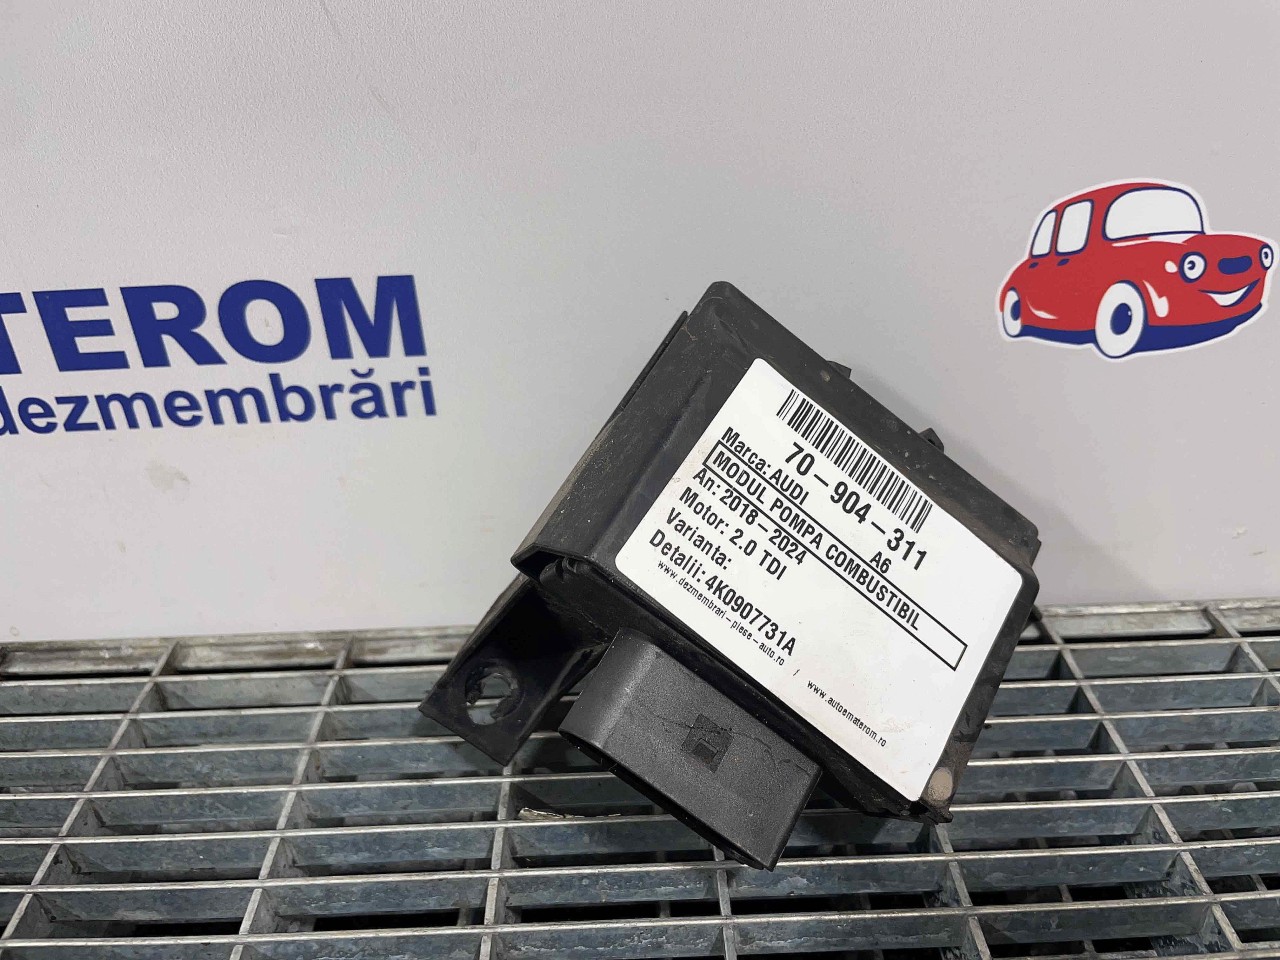 TEROM
dezmembrări
70-904-311
Marca: AUDI A6
MODUL POMPA COMBUSTIBIL
An: 2018-2024
Motor: 2.0 TDI
Varianta:
Detalii: 4K0907731A
www.dezmembrari-piese-auto.ro / www.autoematerom.ro